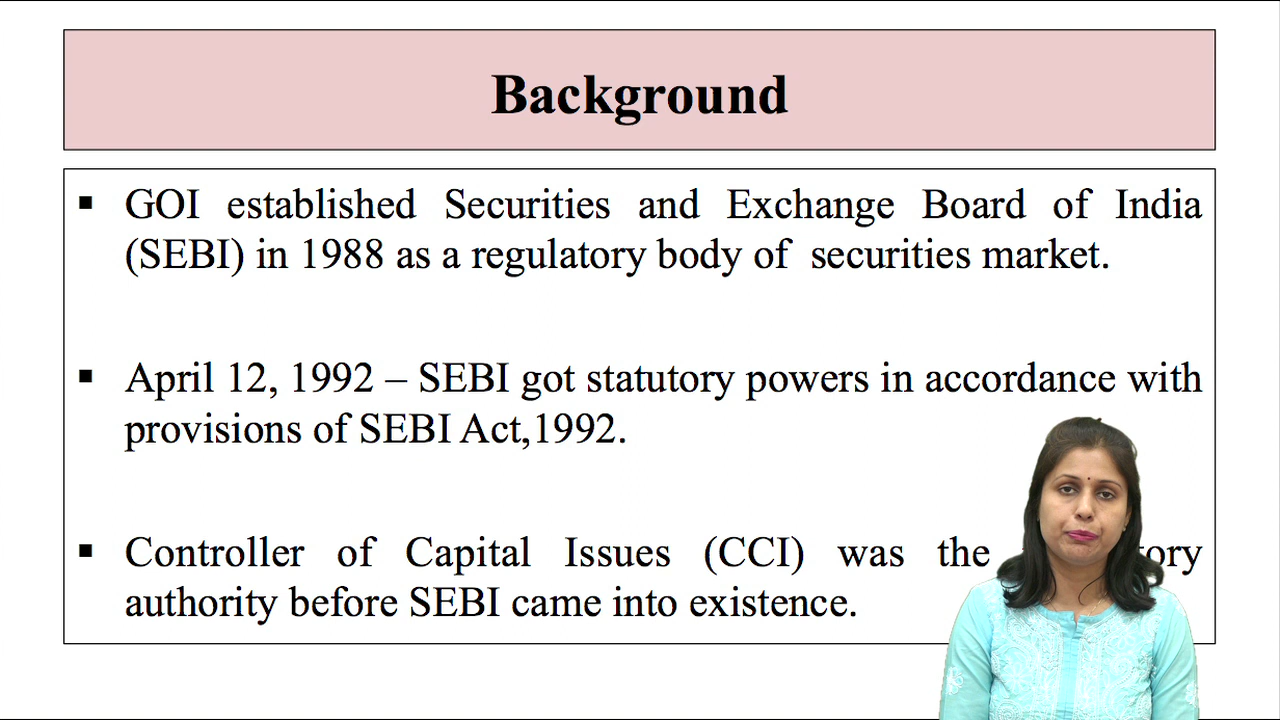 Background
▪ GOI established Securities and Exchange Board of India
(SEBI) in 1988 as a regulatory body of securities market.
▪ April 12, 1992 – SEBI got statutory powers in accordance with
provisions of SEBI Act,1992.
▪ Controller of Capital Issues (CCI) was the
authority before SEBI came into existence.